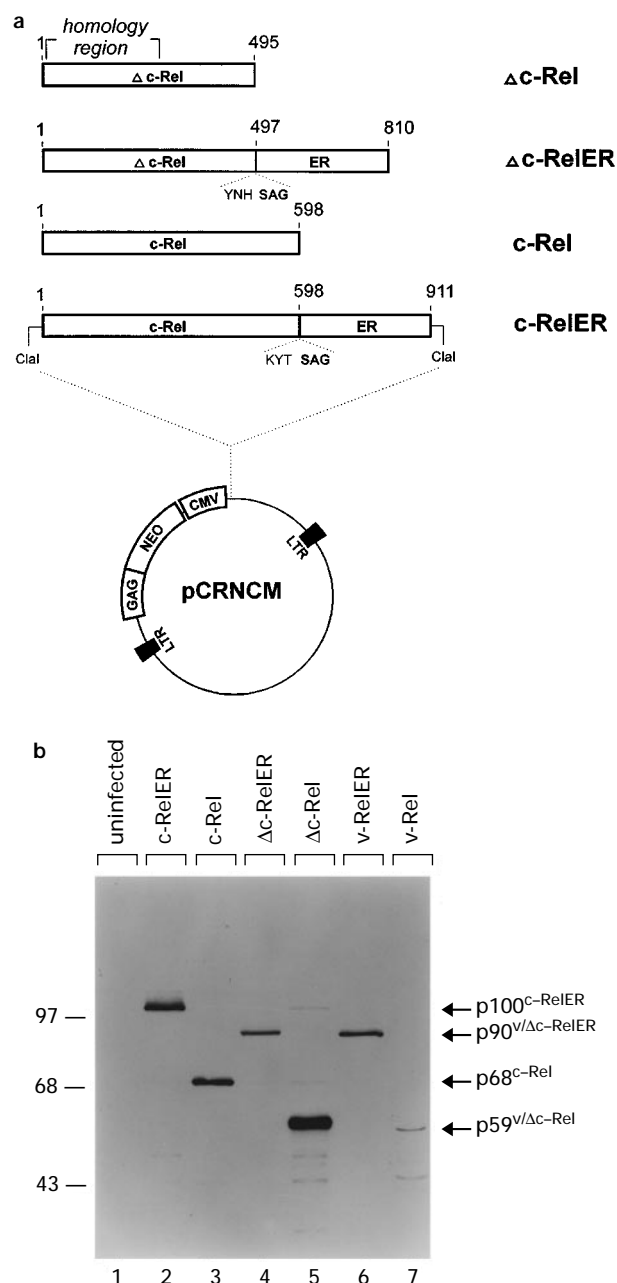 a
homology
region
1 495
Δ c-Rel
Δc-Rel
1 497 810
Δ c-Rel ER
Δc-RelER
YNH SAG
1 598
c-Rel
c-Rel
1 598 911
c-Rel ER
c-RelER
ClaI KYT SAG ClaI
CMV
NEO
GAG
LTR
pCRNCM
LTR
b
uninfected
c-RelER
c-Rel
Δc-RelER
Δc-Rel
v-RelER
v-Rel
p100c–RelER
97
p90v/Δc–RelER
68
p68c–Rel
p59v/Δc–Rel
43
1 2 3 4 5 6 7